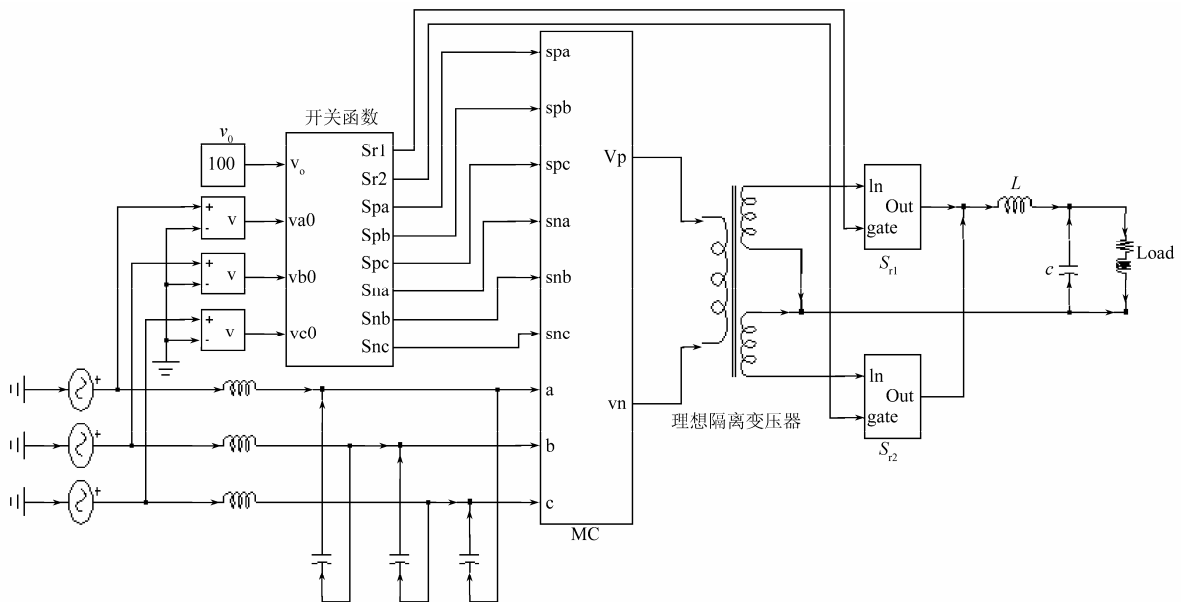 开关函数
v0
100
vo
va0
vb0
vc0
+
-
v
+
-
v
+
-
v
Sr1
Sr2
Spa
Spb
Spc
Sna
Snb
Snc
spa
spb
spc
sna
snb
snc
a
b
c
Vp
vn
MC
+
+
+
理想隔离变压器
In
Out
gate
Sr1
In
Out
gate
Sr2
L
c
Load